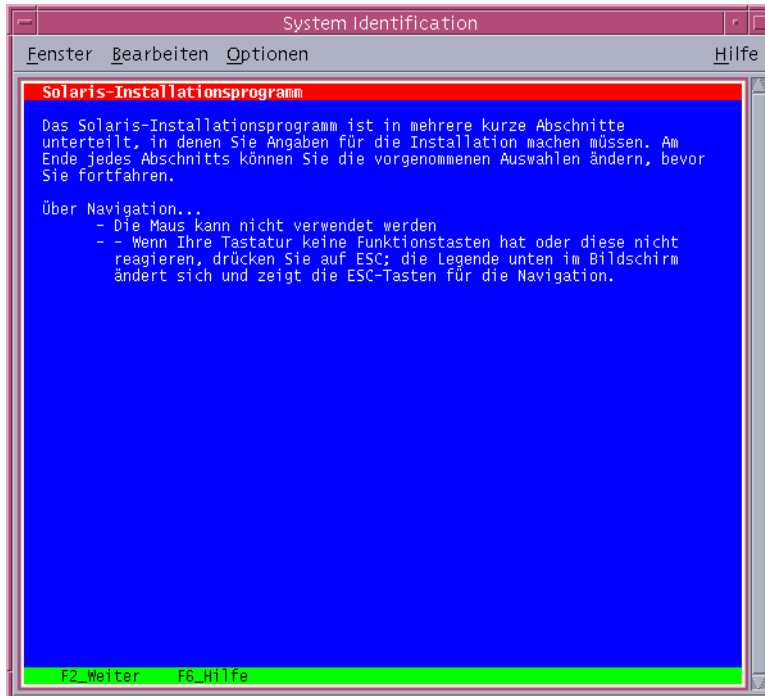 System Identification
Fenster Bearbeiten Optionen Hilfe
Solaris-Installationsprogramm
Das Solaris-Installationsprogramm ist in mehrere kurze Abschnitte
unterteilt, in denen Sie Angaben für die Installation machen müssen. Am
Ende jedes Abschnitts können Sie die vorgenommenen Auswahlen ändern, bevor
Sie fortfahren.
Über Navigation...
- Die Maus kann nicht verwendet werden
- - Wenn Ihre Tastatur keine Funktionstasten hat oder diese nicht
reagieren, drücken Sie auf ESC; die Legende unten im Bildschirm
ändert sich und zeigt die ESC-Tasten für die Navigation.
F2_Weiter F6_Hilfe